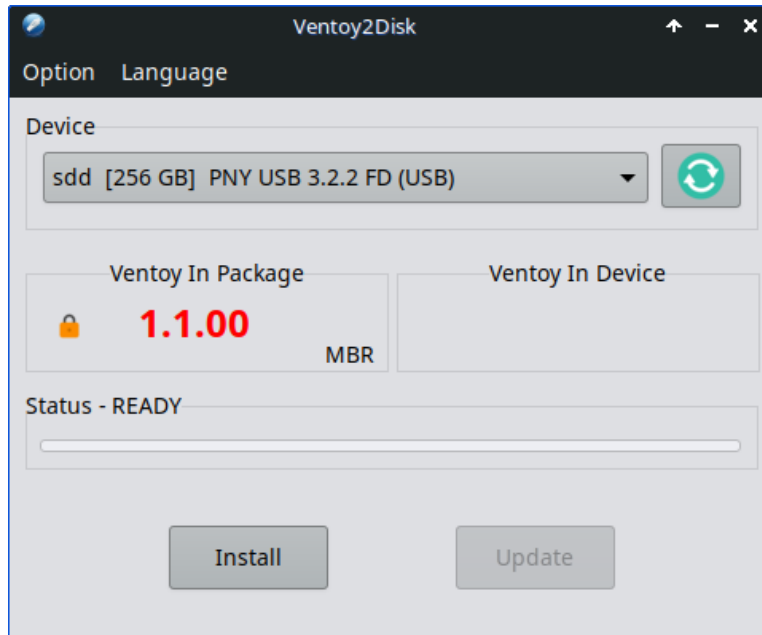 Ventoy2Disk
Option Language
Device
sdd [256 GB] PNY USB 3.2.2 FD (USB)
Ventoy In Package
Ventoy In Device
1.1.00
MBR
Status - READY
Install
Update